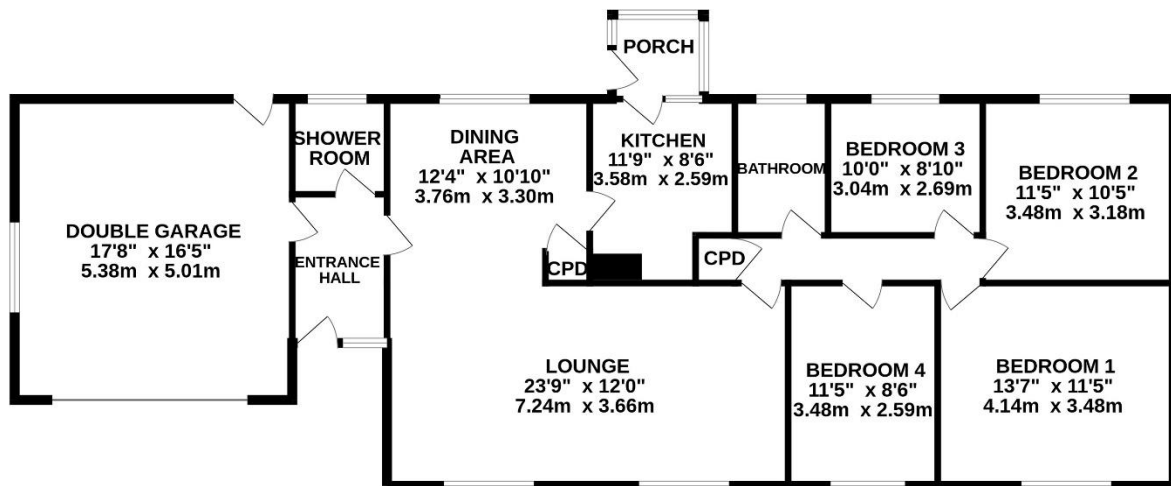 PORCH
SHOWER
ROOM
DINING
AREA
12'4" x 10'10"
3.76m x 3.30m
KITCHEN
11'9" x 8'6"
3.58m x 2.59m
BATHROOM
BEDROOM 3
10'0" x 8'10"
3.04m x 2.69m
BEDROOM 2
11'5" x 10'5"
3.48m x 3.18m
DOUBLE GARAGE
17'8" x 16'5"
5.38m x 5.01m
ENTRANCE
HALL
CPD
CPD
LOUNGE
23'9" x 12'0"
7.24m x 3.66m
BEDROOM 4
11'5" x 8'6"
3.48m x 2.59m
BEDROOM 1
13'7" x 11'5"
4.14m x 3.48m